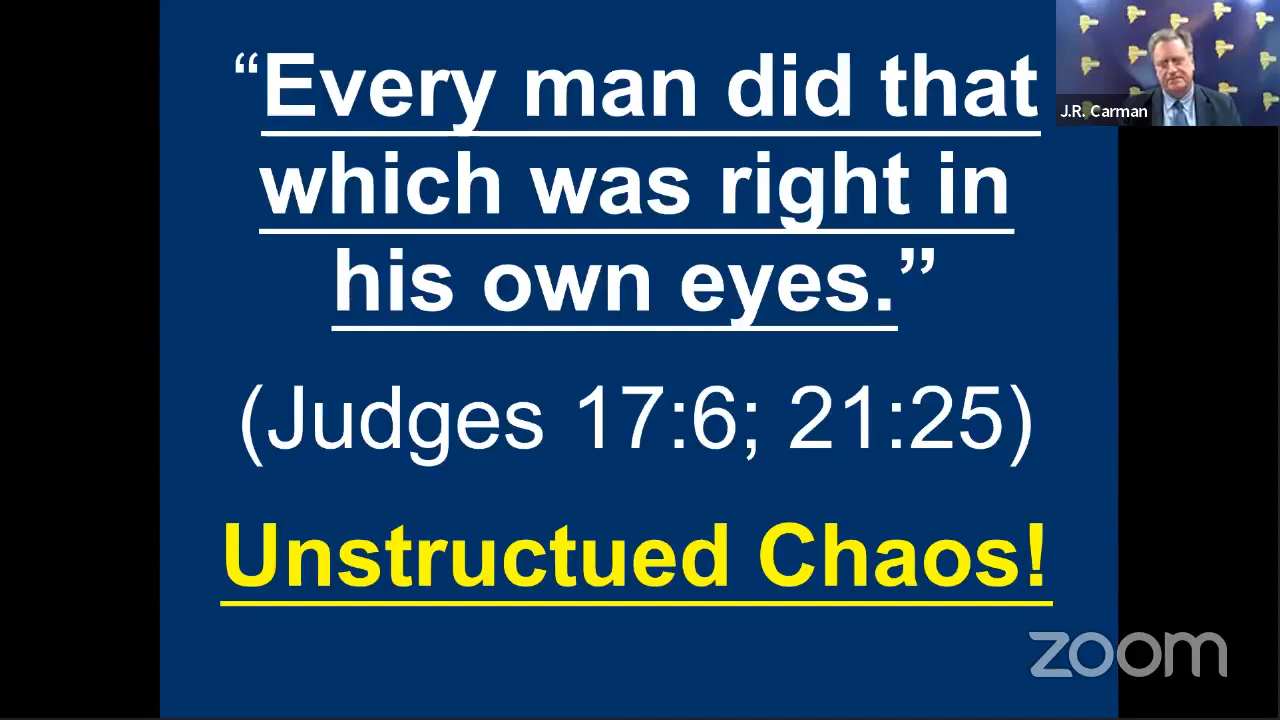 “Every man did that
which was right in
his own eyes.”
(Judges 17:6; 21:25)
Unstructued Chaos!
J.R. Carman
zoom